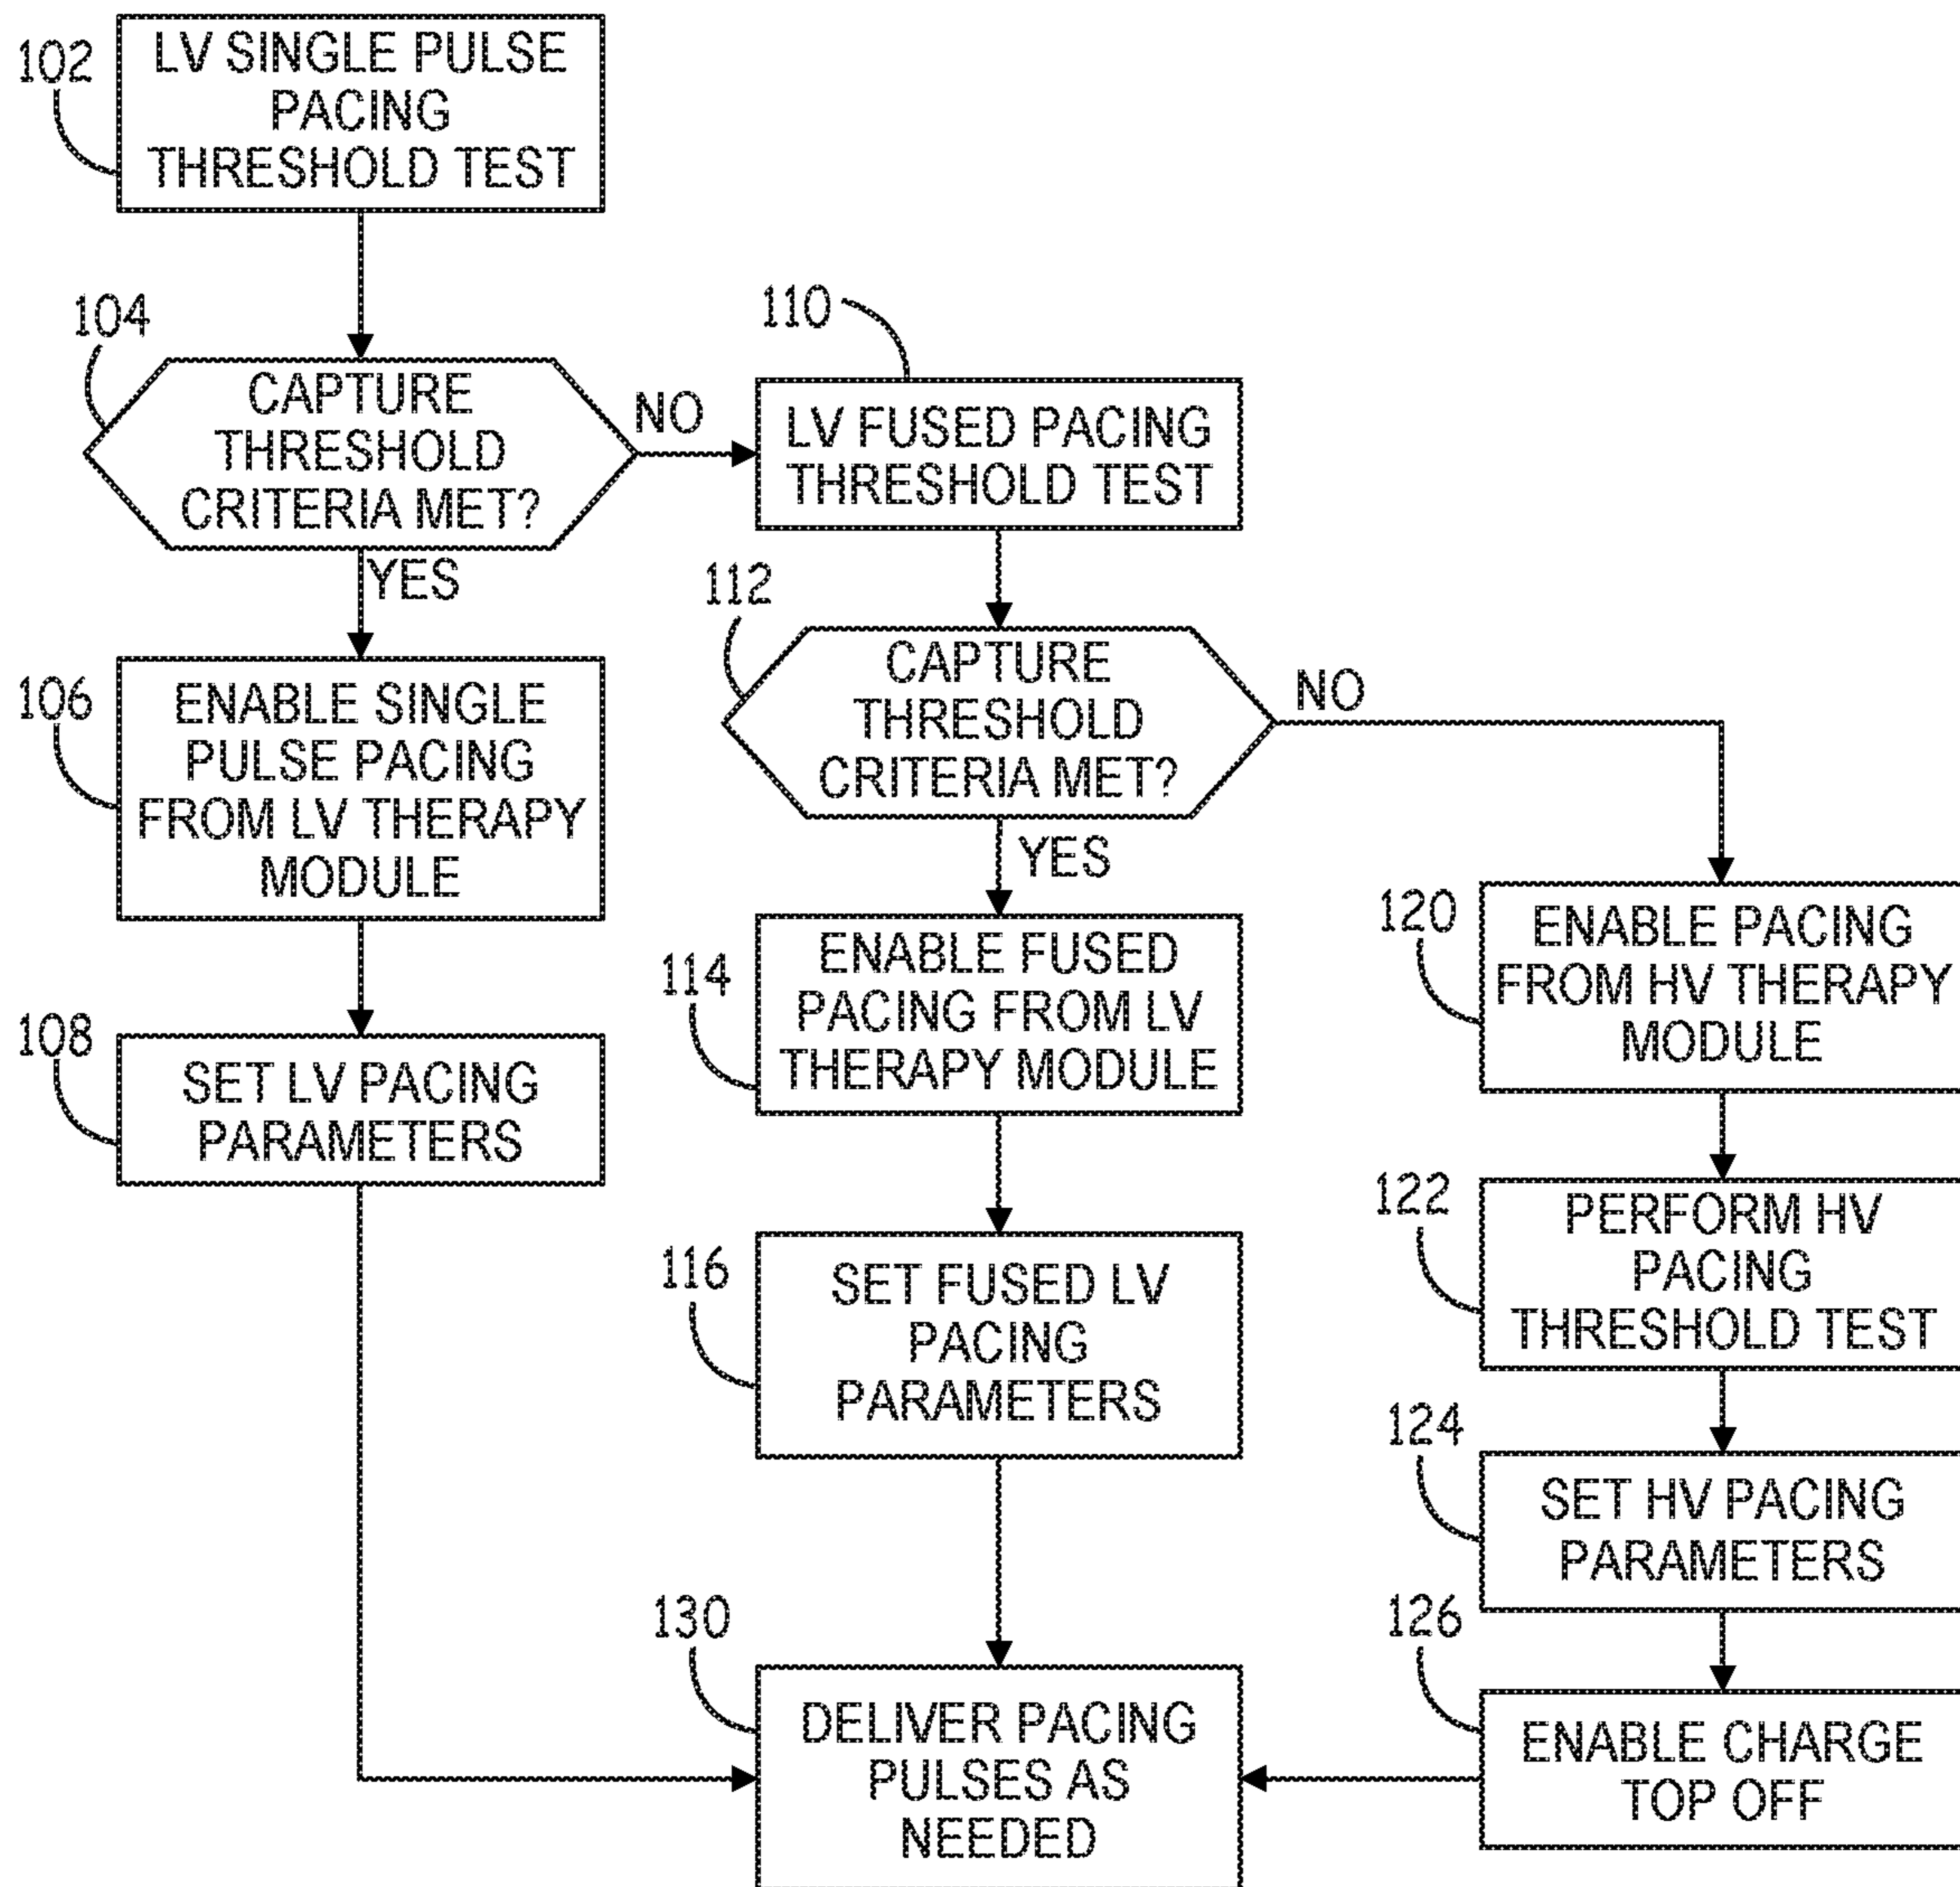 102
LV SINGLE PULSE
PACING
THRESHOLD TEST
104
CAPTURE
THRESHOLD
CRITERIA MET?
NO
YES
106
ENABLE SINGLE
PULSE PACING
FROM LV THERAPY
MODULE
108
SET LV PACING
PARAMETERS
110
LV FUSED PACING
THRESHOLD TEST
112
CAPTURE
THRESHOLD
CRITERIA MET?
NO
YES
114
ENABLE FUSED
PACING FROM LV
THERAPY MODULE
116
SET FUSED LV
PACING
PARAMETERS
120
ENABLE PACING
FROM HV THERAPY
MODULE
122
PERFORM HV
PACING
THRESHOLD TEST
124
SET HV PACING
PARAMETERS
126
ENABLE CHARGE
TOP OFF
130
DELIVER PACING
PULSES AS
NEEDED